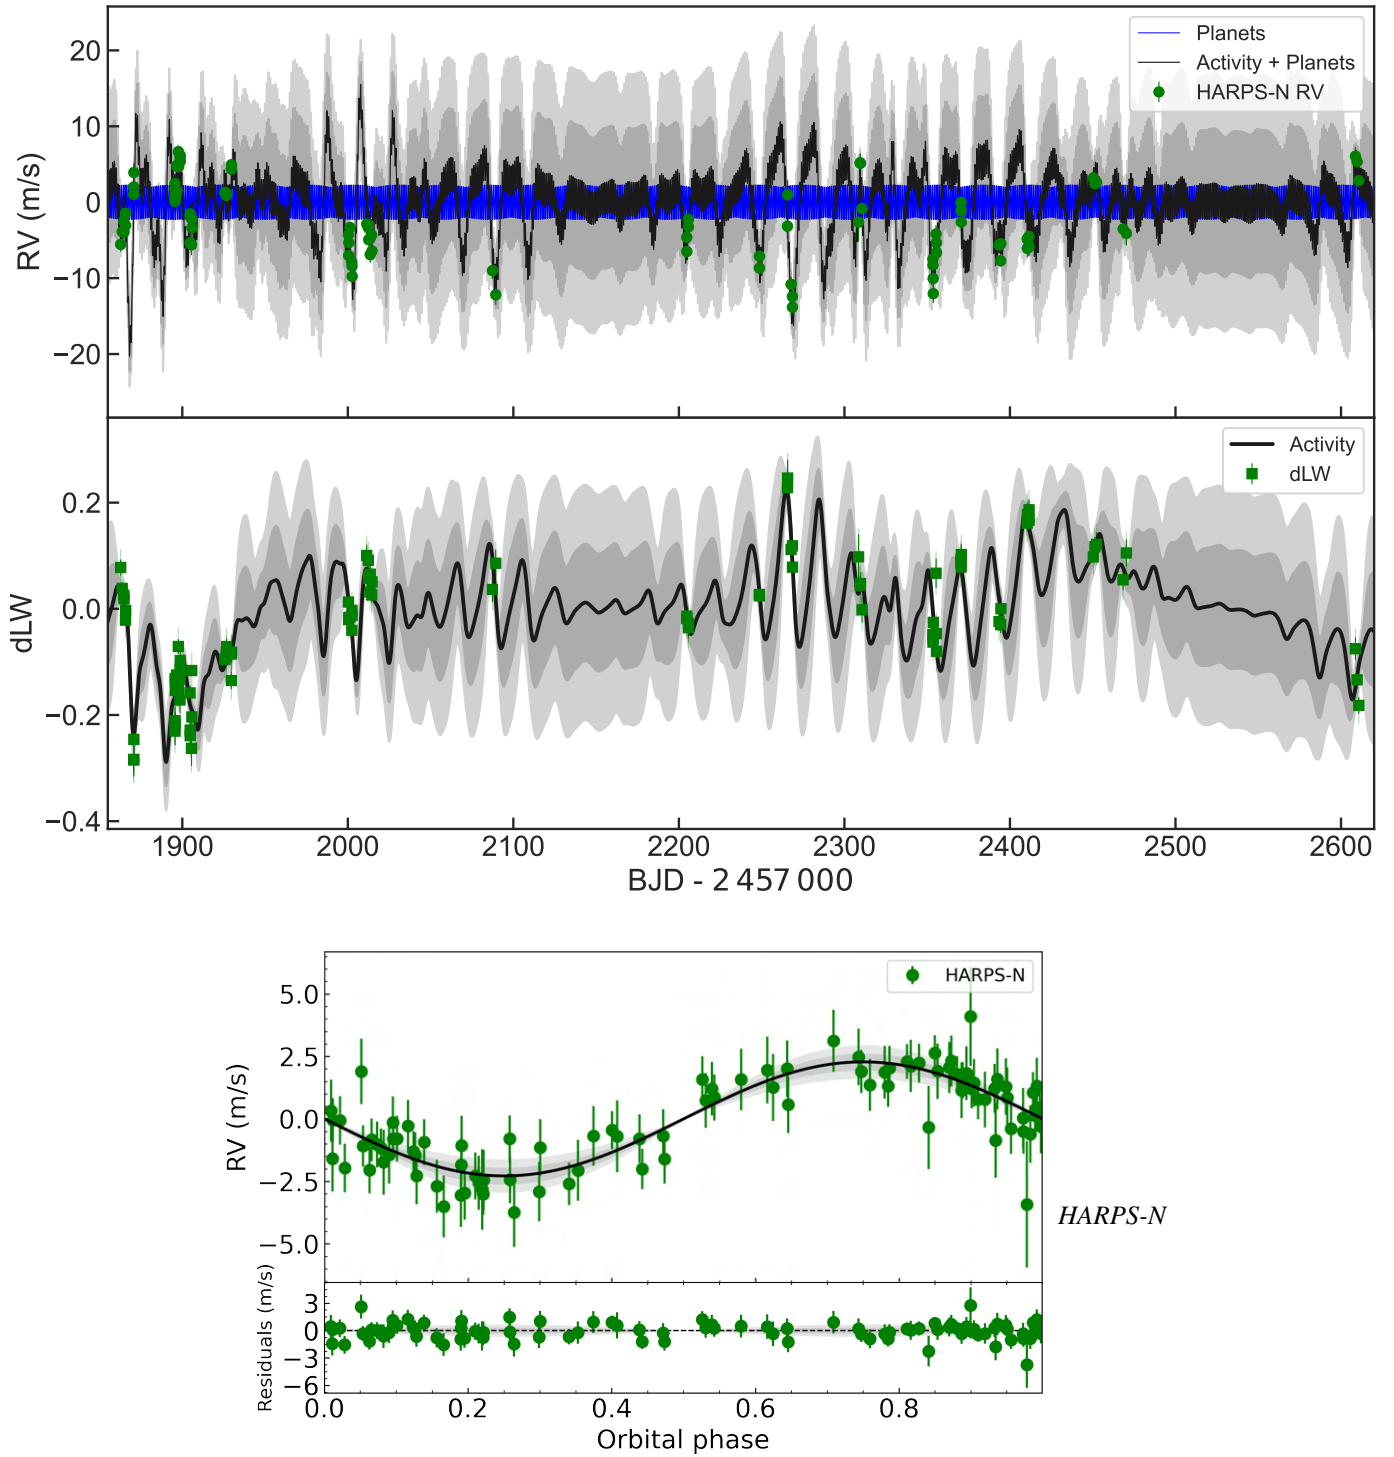 20
10
0
−10
−20
RV (m/s)
Planets
Activity + Planets
HARPS-N RV
0.2
0.0
−0.2
−0.4
dLW
Activity
dLW
1900 2000 2100 2200 2300 2400 2500 2600
BJD - 2 457 000
5.0
2.5
0.0
−2.5
−5.0
RV (m/s)
HARPS-N
HARPS-N
3
0
−3
−6
Residuals (m/s)
0.0 0.2 0.4 0.6 0.8
Orbital phase